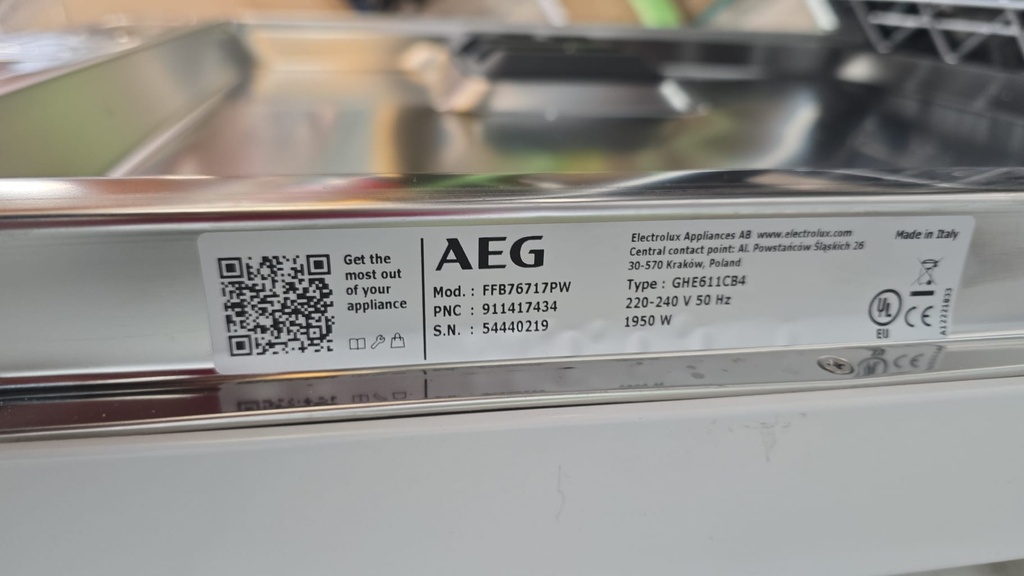 Get the
most out
of your
appliance
AEG
Mod. : FFB76717PW
PNC : 911417434
S.N. : 54440219
Electrolux Appliances AB www.electrolux.com
Central contact point: Al. Powstańców Śląskich 26
30-570 Kraków, Poland
Type : GHE611CB4
220-240 V 50 Hz
1950 W
Made in Italy
UL
EU
CE